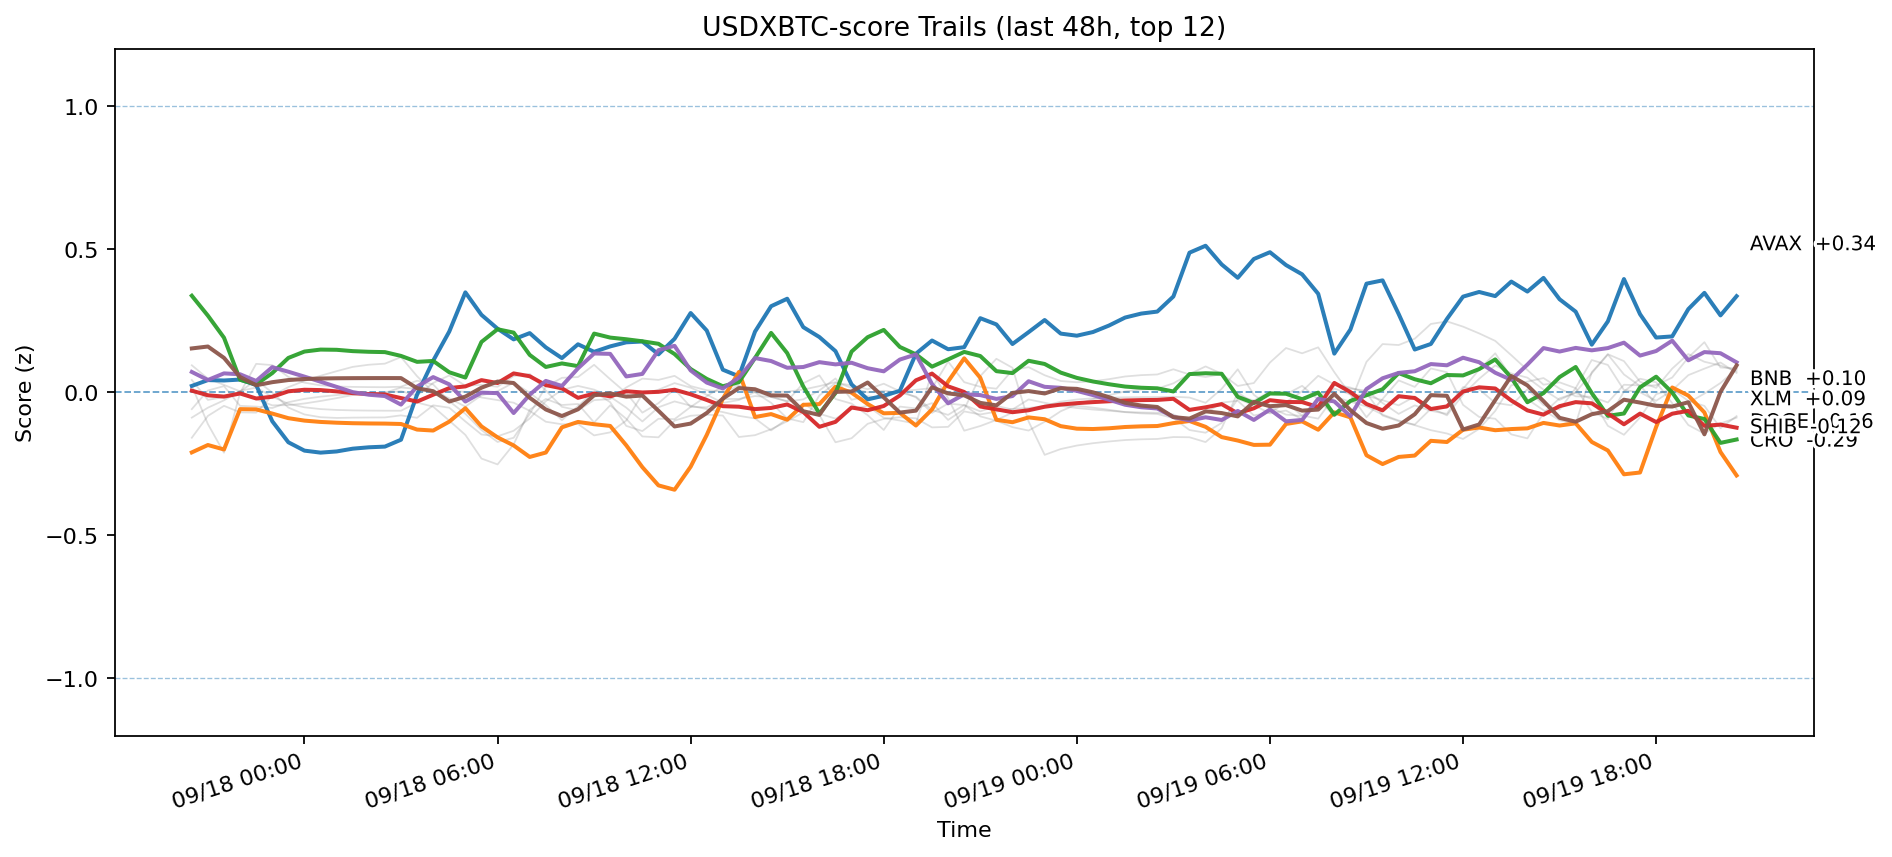 USDXBTC-score Trails (last 48h, top 12)
Score (z)
1.0
0.5
0.0
−0.5
−1.0
AVAX +0.34
BNB +0.10
XLM +0.09
SHIB -0.12
CRO -0.29
09/18 00:00
09/18 06:00
09/18 12:00
09/18 18:00
09/19 00:00
09/19 06:00
09/19 12:00
09/19 18:00
Time